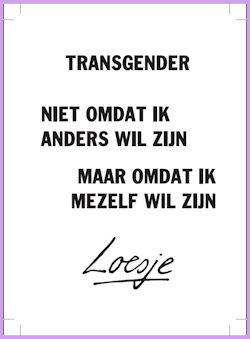 TRANSGENDER
NIET OMDAT IK
ANDERS WIL ZIJN
MAAR OMDAT IK
MEZELF WIL ZIJN
Loesje